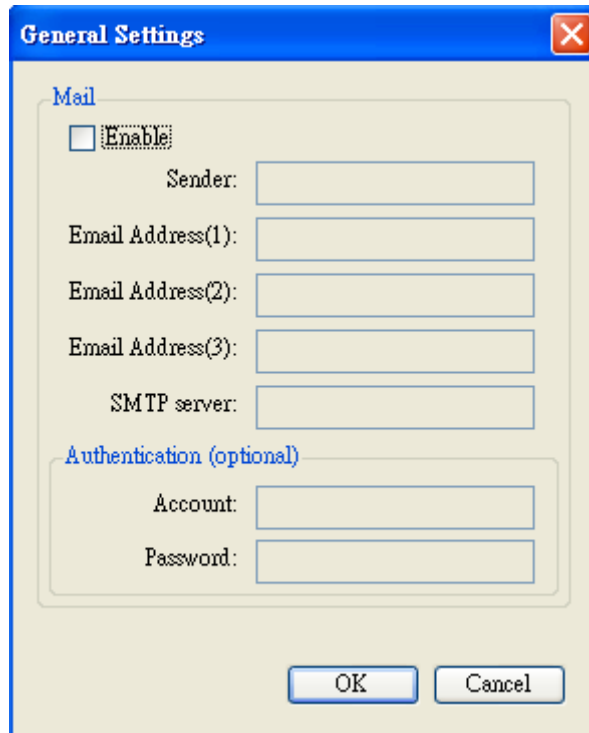 General Settings
Mail
Enable
Sender:
Email Address(1):
Email Address(2):
Email Address(3):
SMTP server:
Authentication (optional)
Account:
Password:
OK
Cancel